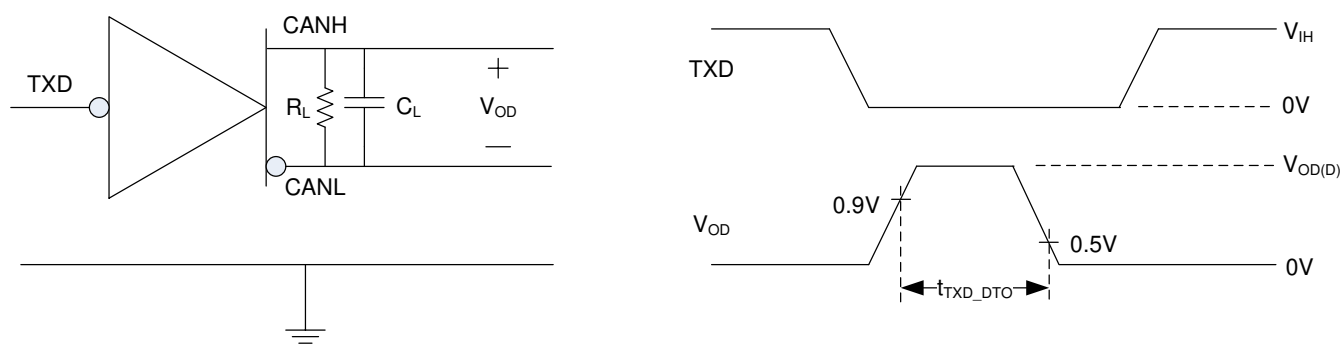 CANH
TXD
R_L
C_L
+
V_OD
—
CANL
TXD
V_IH
0V
V_OD(D)
0.9V
V_OD
0.5V
0V
t_TXD_DTO